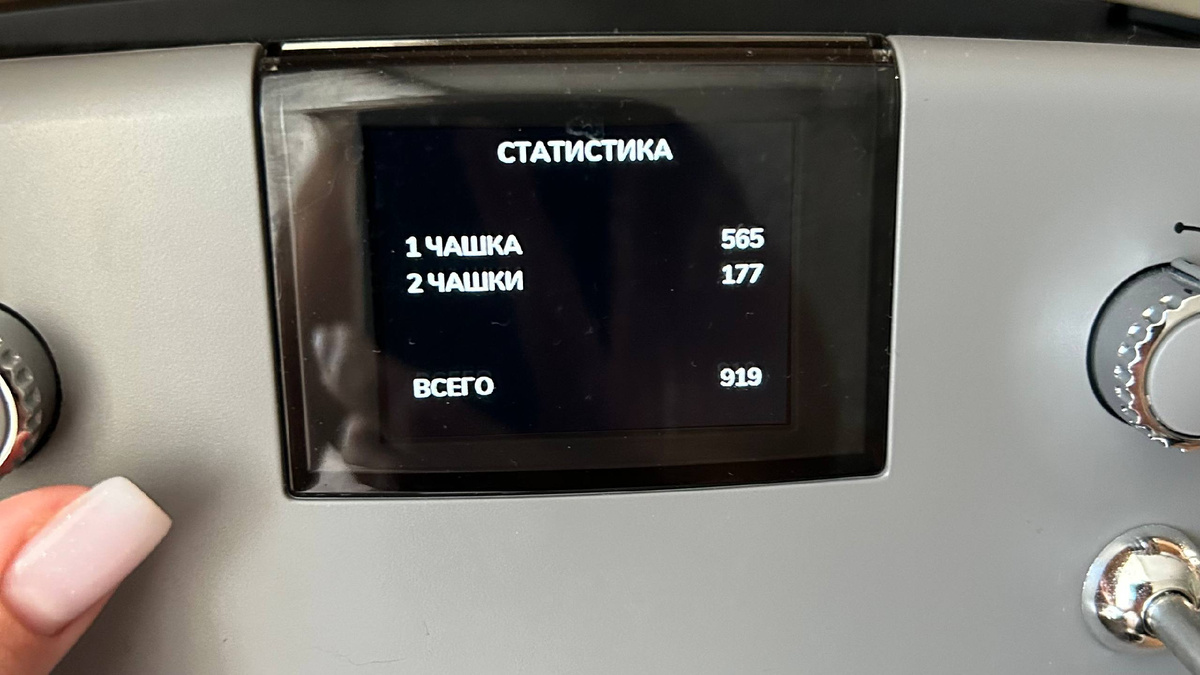 СТАТИСТИКА
1 ЧАШКА 565
2 ЧАШКИ 177
ВСЕГО 919